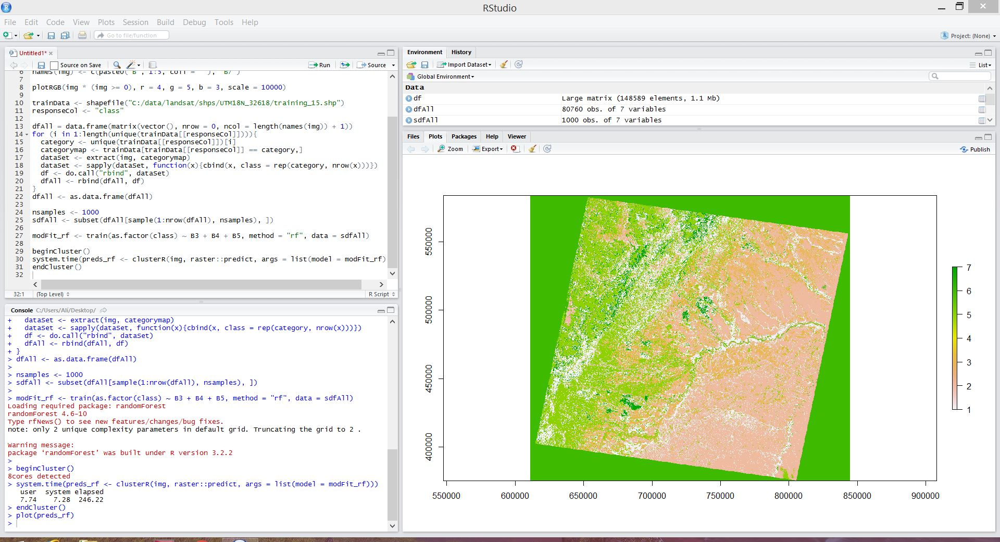 RStudio
File Edit Code View Plots Session Build Debug Tools Help
Go to file/function
Project: (None)
Untitled1*
Source on Save
Run
Source
6 names(img) <- c(paste0("B", 1:5, coll = ""), "B7")
7
8 plotRGB(img * (img >= 0), r = 4, g = 5, b = 3, scale = 10000)
9
10 trainData <- shapefile("C:/data/landsat/shps/UTM18N_32618/training_15.shp")
11 responseCol <- "class"
12
13 dfAll = data.frame(matrix(vector(), nrow = 0, ncol = length(names(img)) + 1))
14 for (i in 1:length(unique(trainData[[responseCol]]))){
15 category <- unique(trainData[[responseCol]])[i]
16 categorymap <- trainData[trainData[[responseCol]] == category,]
17 dataSet <- extract(img, categorymap)
18 dataSet <- sapply(dataSet, function(x){cbind(x, class = rep(category, nrow(x)))})
19 df <- do.call("rbind", dataSet)
20 dfAll <- rbind(dfAll, df)
21 }
22 dfAll <- as.data.frame(dfAll)
23
24 nsamples <- 1000
25 sdfAll <- subset(dfAll[sample(1:nrow(dfAll), nsamples), ])
26
27 modFit_rf <- train(as.factor(class) ~ B3 + B4 + B5, method = "rf", data = sdfAll)
28
29 beginCluster()
30 system.time(preds_rf <- clusterR(img, raster::predict, args = list(model = modFit_rf)
31 endCluster()
32
32:1 (Top Level) R Script
Console C:/Users/Ali/Desktop/
+ dataSet <- extract(img, categorymap)
+ dataSet <- sapply(dataSet, function(x){cbind(x, class = rep(category, nrow(x)))})
+ df <- do.call("rbind", dataSet)
+ dfAll <- rbind(dfAll, df)
+ }
> dfAll <- as.data.frame(dfAll)
>
> nsamples <- 1000
> sdfAll <- subset(dfAll[sample(1:nrow(dfAll), nsamples), ])
>
> modFit_rf <- train(as.factor(class) ~ B3 + B4 + B5, method = "rf", data = sdfAll)
Loading required package: randomForest
randomForest 4.6-10
Type rfNews() to see new features/changes/bug fixes.
note: only 2 unique complexity parameters in default grid. Truncating the grid to 2 .
Warning message:
package ‘randomForest’ was built under R version 3.2.2
>
> beginCluster()
8cores detected
> system.time(preds_rf <- clusterR(img, raster::predict, args = list(model = modFit_rf)))
user system elapsed
7.74 7.28 246.22
> endCluster()
> plot(preds_rf)
>
Environment History
Import Dataset
List
Global Environment
Data
df Large matrix (148589 elements, 1.1 Mb)
dfAll 80760 obs. of 7 variables
sdfAll 1000 obs. of 7 variables
Files Plots Packages Help Viewer
Zoom Export
Publish
550000
500000
450000
400000
550000 600000 650000 700000 750000 800000 850000 900000
7
6
5
4
3
2
1